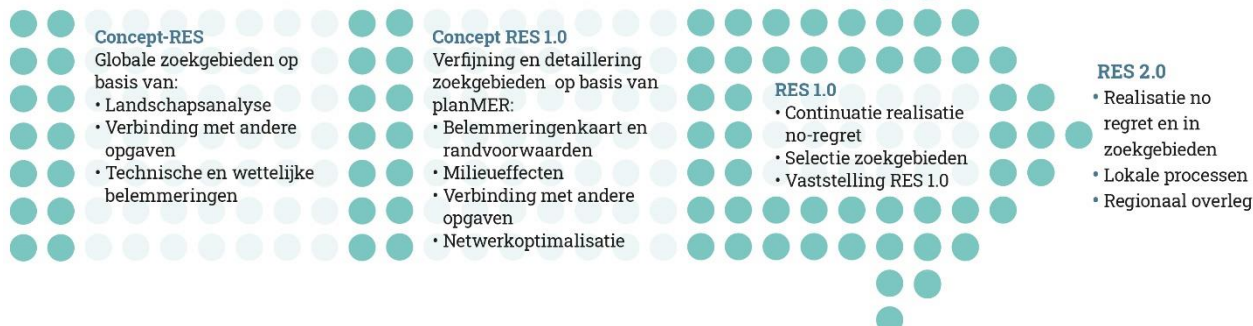 Concept-RES
Globale zoekgebieden op
basis van:
• Landschapsanalyse
• Verbinding met andere
opgaven
• Technische en wettelijke
belemmeringen
Concept RES 1.0
Verfijning en detaillering
zoekgebieden op basis van
planMER:
• Belemmeringenkaart en
randvoorwaarden
• Milieueffecten
• Verbinding met andere
opgaven
• Netwerkoptimalisatie
RES 1.0
• Continuatie realisatie
no-regret
• Selectie zoekgebieden
• Vaststelling RES 1.0
RES 2.0
• Realisatie no
regret en in
zoekgebieden
• Lokale processen
• Regionaal overleg